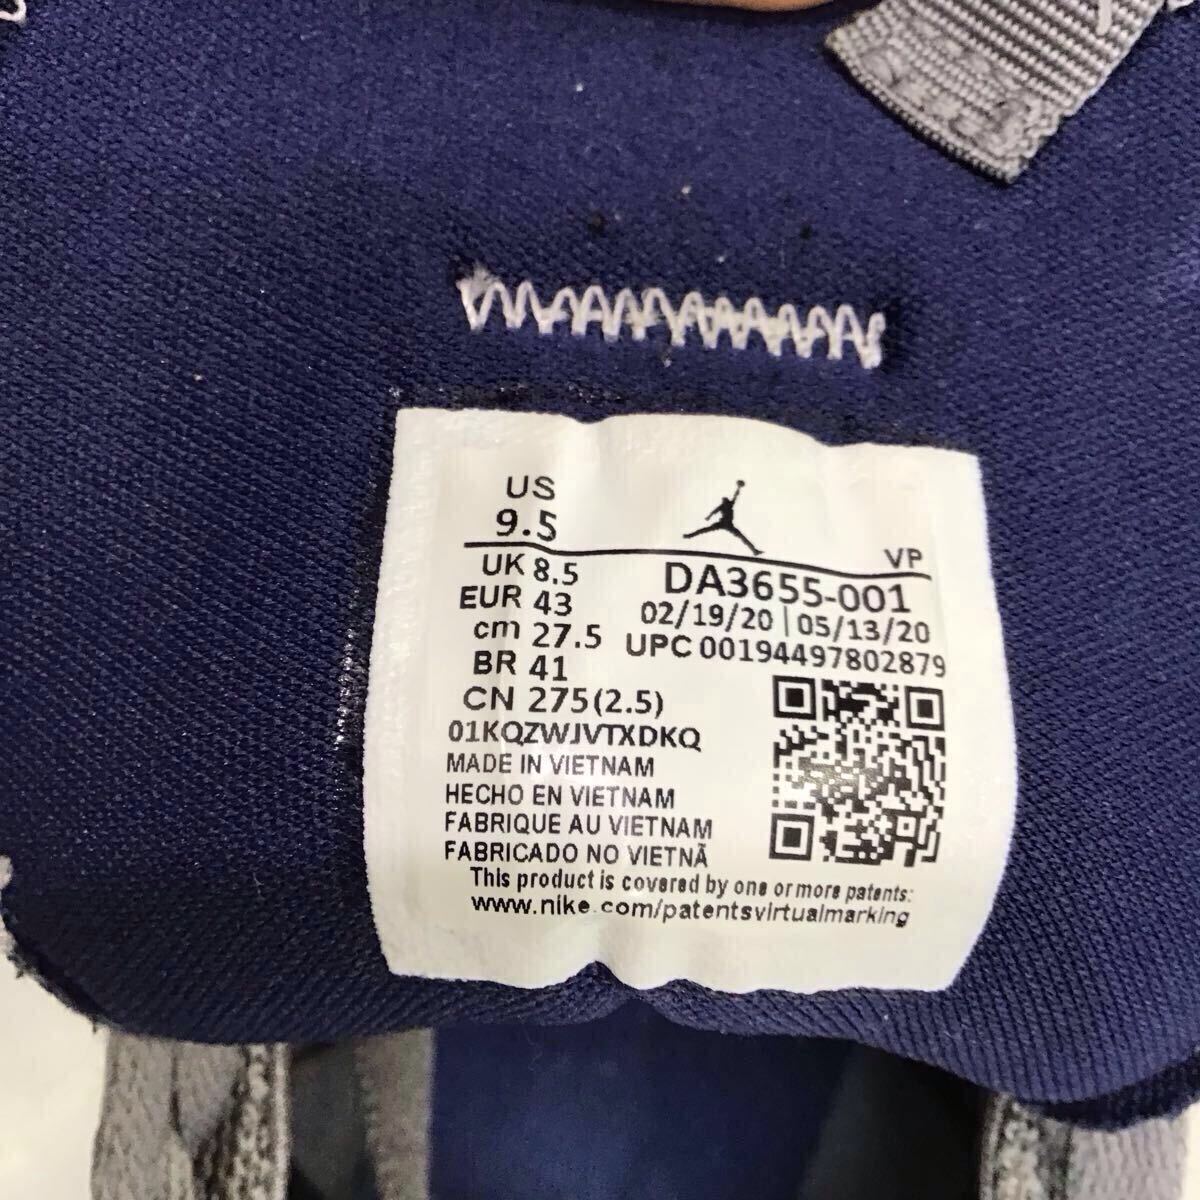 US
9.5
VP
UK 8.5
EUR 43
cm 27.5
BR 41
CN 275(2.5)
DA3655-001
02/19/20 | 05/13/20
UPC 00194497802879
01KQZWJVTXDKQ
MADE IN VIETNAM
HECHO EN VIETNAM
FABRIQUE AU VIETNAM
FABRICADO NO VIETNÃ
This product is covered by one or more patents:
www.nike.com/patentsvirtualmarking